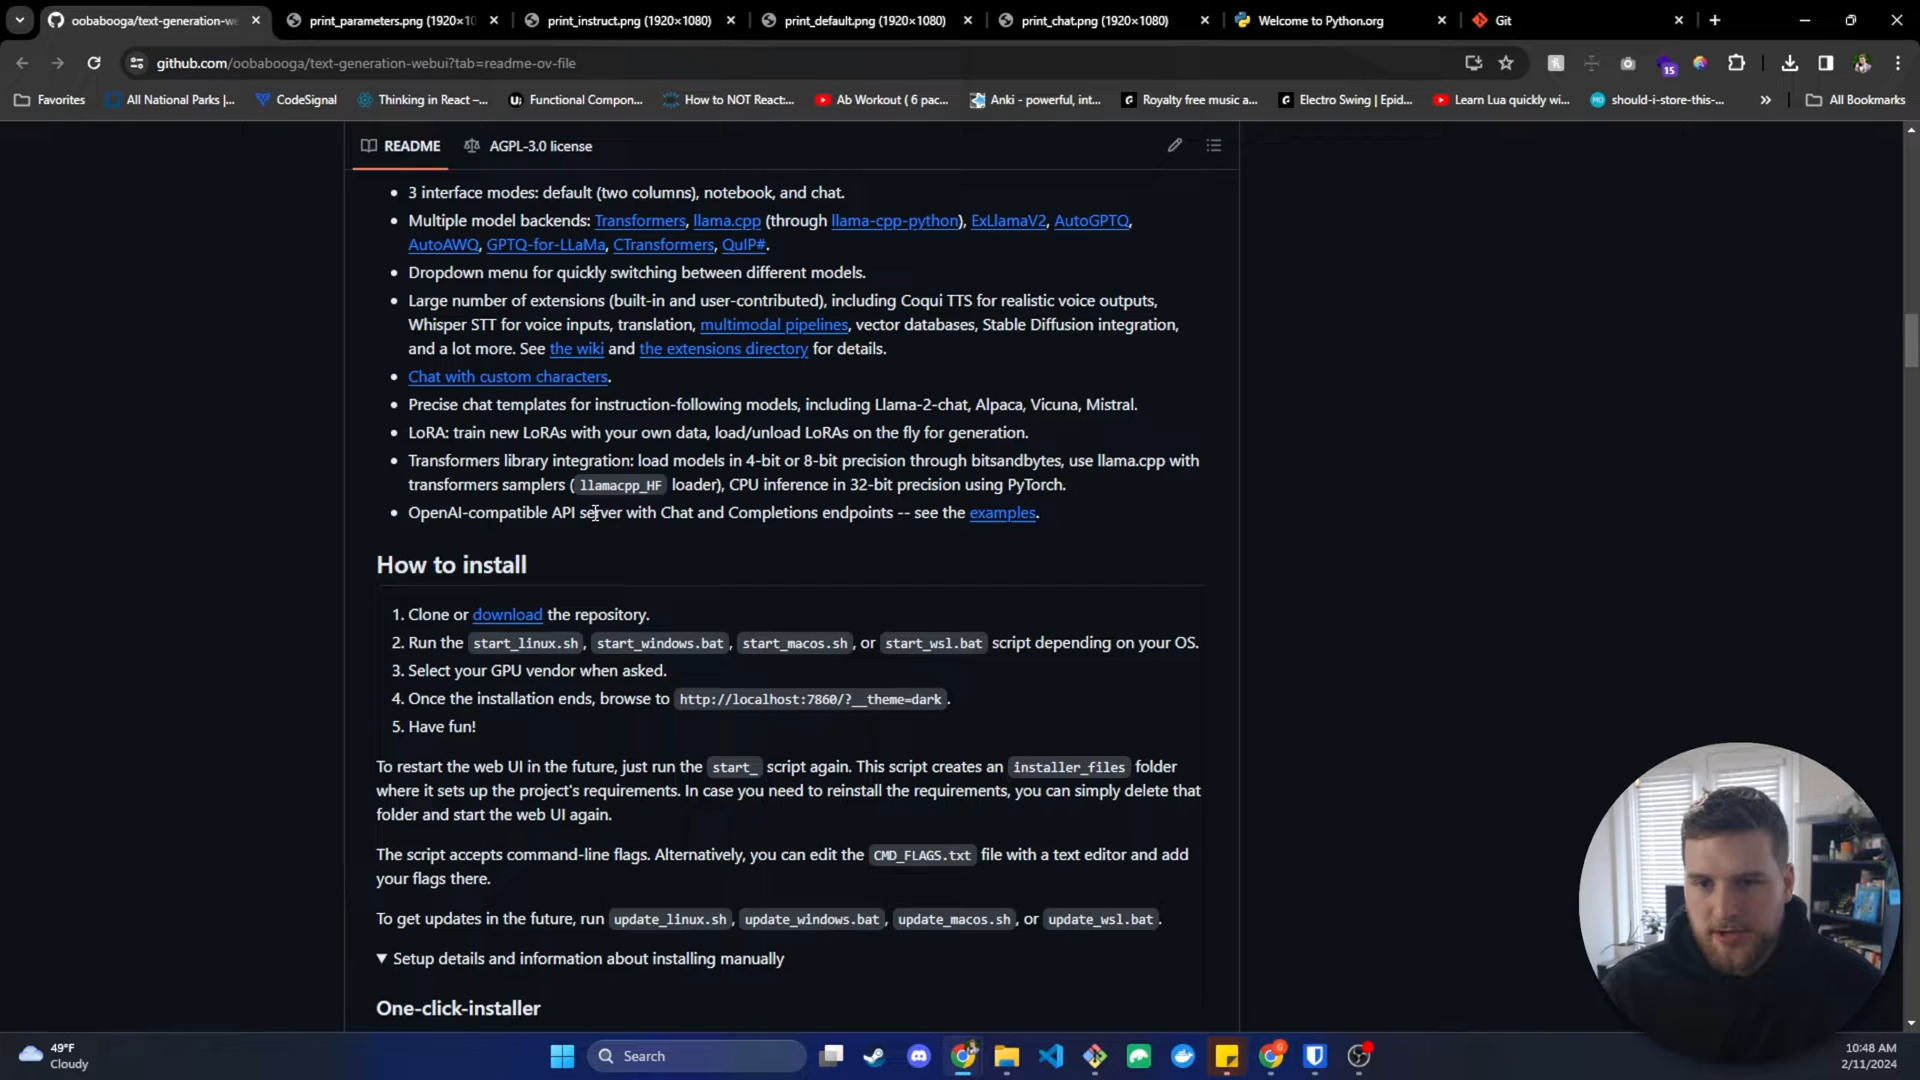 oobabooga/text-generation-we
print_parameters.png (1920×10
print_instruct.png (1920×1080)
print_default.png (1920×1080)
print_chat.png (1920×1080)
Welcome to Python.org
Git
github.com/oobabooga/text-generation-webui?tab=readme-ov-file
15
Favorites
All National Parks |...
CodeSignal
Thinking in React –...
Functional Compon...
How to NOT React:...
Ab Workout ( 6 pac...
Anki - powerful, int...
Royalty free music a...
Electro Swing | Epid...
Learn Lua quickly wi...
should-i-store-this-...
All Bookmarks
README
AGPL-3.0 license
• 3 interface modes: default (two columns), notebook, and chat.
• Multiple model backends: Transformers, llama.cpp (through llama-cpp-python), ExLlamaV2, AutoGPTQ,
AutoAWQ, GPTQ-for-LLaMa, CTransformers, QuIP#.
• Dropdown menu for quickly switching between different models.
• Large number of extensions (built-in and user-contributed), including Coqui TTS for realistic voice outputs,
Whisper STT for voice inputs, translation, multimodal pipelines, vector databases, Stable Diffusion integration,
and a lot more. See the wiki and the extensions directory for details.
• Chat with custom characters.
• Precise chat templates for instruction-following models, including Llama-2-chat, Alpaca, Vicuna, Mistral.
• LoRA: train new LoRAs with your own data, load/unload LoRAs on the fly for generation.
• Transformers library integration: load models in 4-bit or 8-bit precision through bitsandbytes, use llama.cpp with
transformers samplers ( llamacpp_HF loader), CPU inference in 32-bit precision using PyTorch.
• OpenAI-compatible API server with Chat and Completions endpoints -- see the examples.
How to install
1. Clone or download the repository.
2. Run the start_linux.sh , start_windows.bat , start_macos.sh , or start_wsl.bat script depending on your OS.
3. Select your GPU vendor when asked.
4. Once the installation ends, browse to http://localhost:7860/?__theme=dark .
5. Have fun!
To restart the web UI in the future, just run the start_ script again. This script creates an installer_files folder
where it sets up the project's requirements. In case you need to reinstall the requirements, you can simply delete that
folder and start the web UI again.
The script accepts command-line flags. Alternatively, you can edit the CMD_FLAGS.txt file with a text editor and add
your flags there.
To get updates in the future, run update_linux.sh , update_windows.bat , update_macos.sh , or update_wsl.bat .
▼ Setup details and information about installing manually
One-click-installer
49°F
Cloudy
Search
10:48 AM
2/11/2024